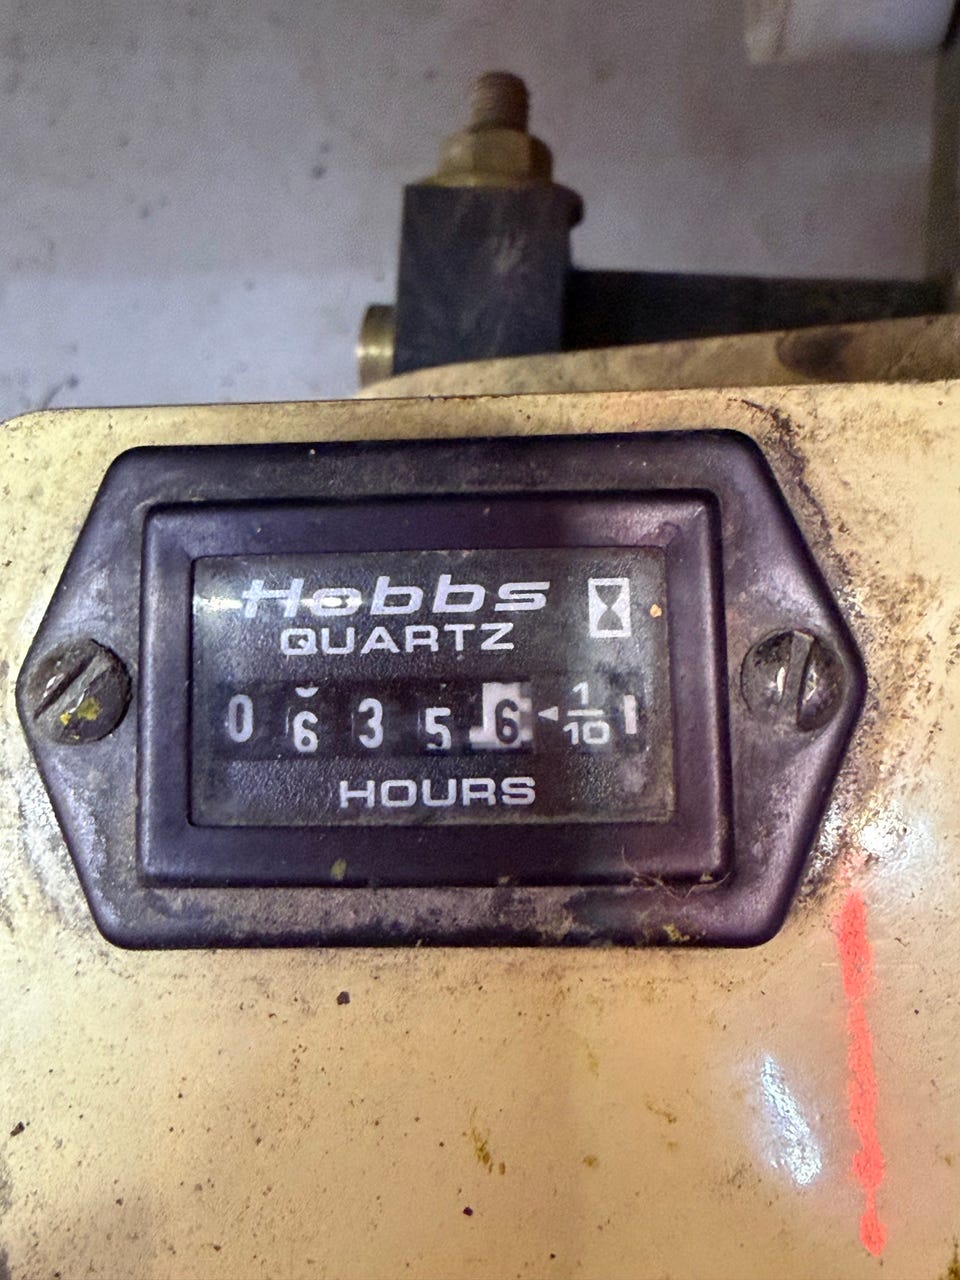 Hobbs
QUARTZ
0 6 3 5 6 ◄ 1/10
HOURS